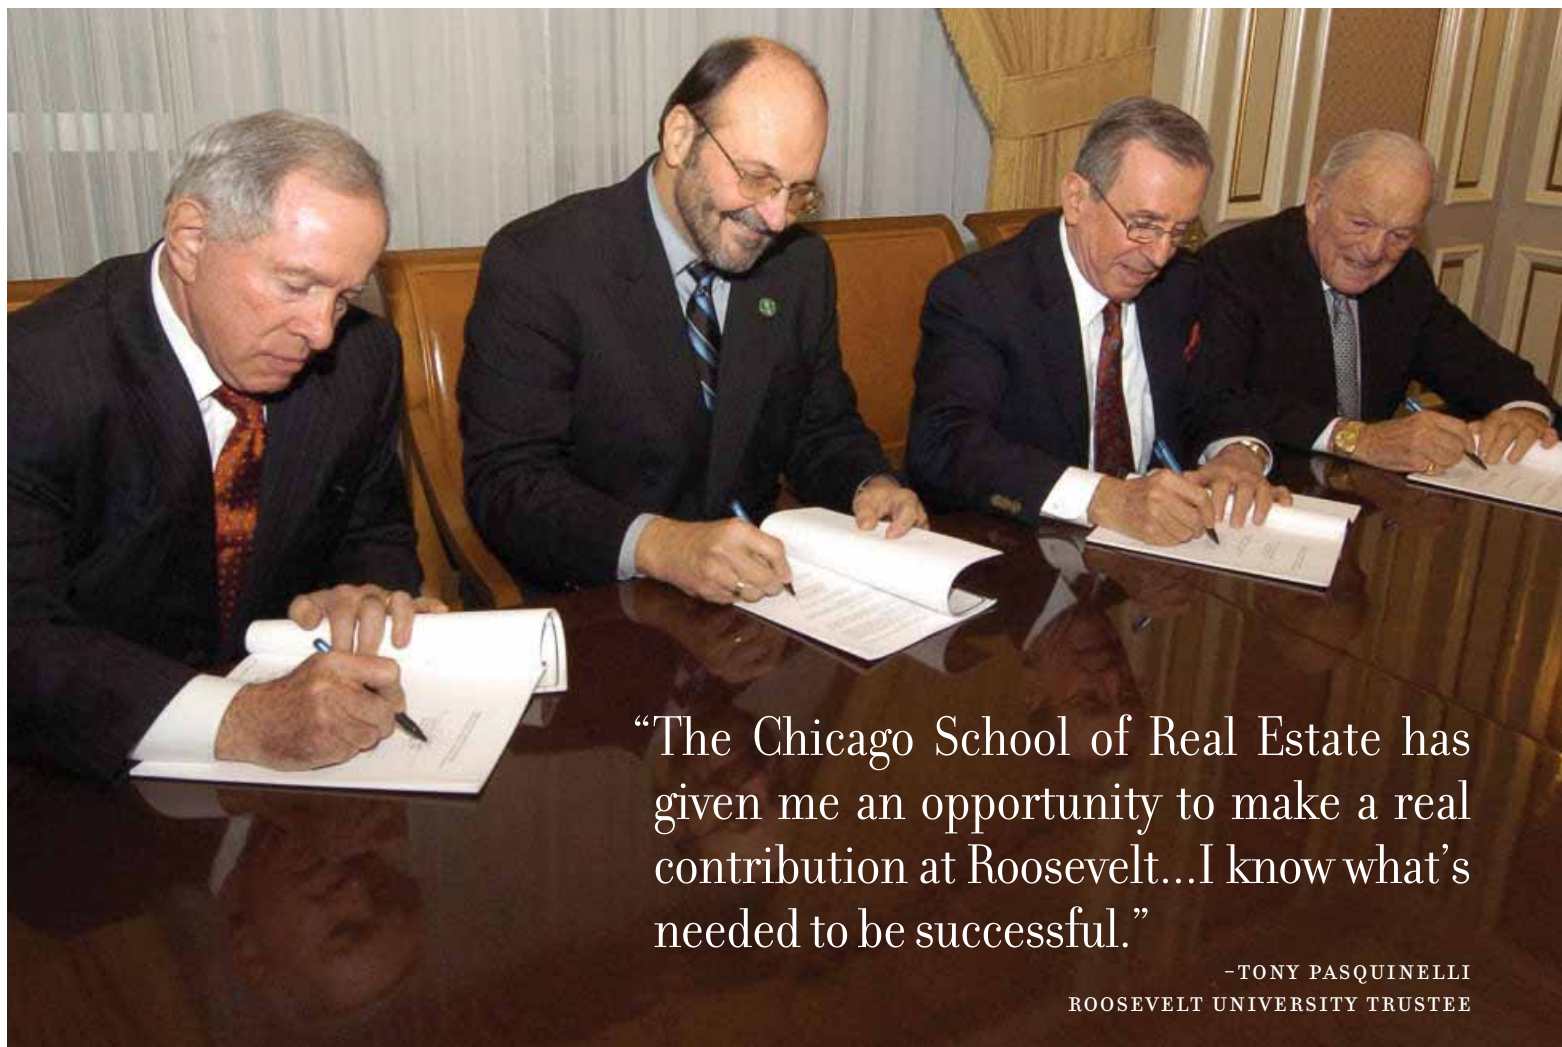 “The Chicago School of Real Estate has
given me an opportunity to make a real
contribution at Roosevelt...I know what’s
needed to be successful.”
–TONY PASQUINELLI
ROOSEVELT UNIVERSITY TRUSTEE